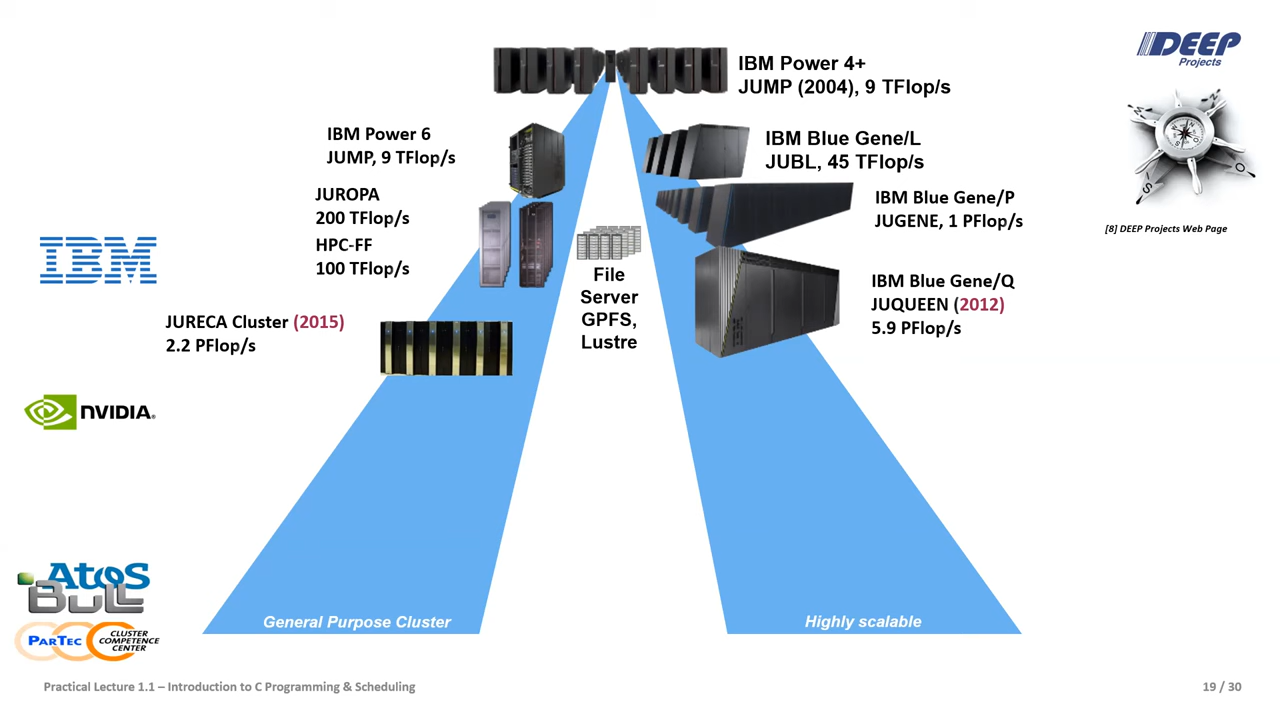 IBM Power 4+
JUMP (2004), 9 TFlop/s
IBM Power 6
JUMP, 9 TFlop/s
IBM Blue Gene/L
JUBL, 45 TFlop/s
JUROPA
200 TFlop/s
HPC-FF
100 TFlop/s
IBM Blue Gene/P
JUGENE, 1 PFlop/s
File
Server
GPFS,
Lustre
IBM Blue Gene/Q
JUQUEEN (2012)
5.9 PFlop/s
JURECA Cluster (2015)
2.2 PFlop/s
General Purpose Cluster
Highly scalable
DEEP
Projects
[8] DEEP Projects Web Page
IBM
NVIDIA.
Atos
Bull
ParTec
CLUSTER
COMPETENCE
CENTER
Practical Lecture 1.1 – Introduction to C Programming & Scheduling
19 / 30